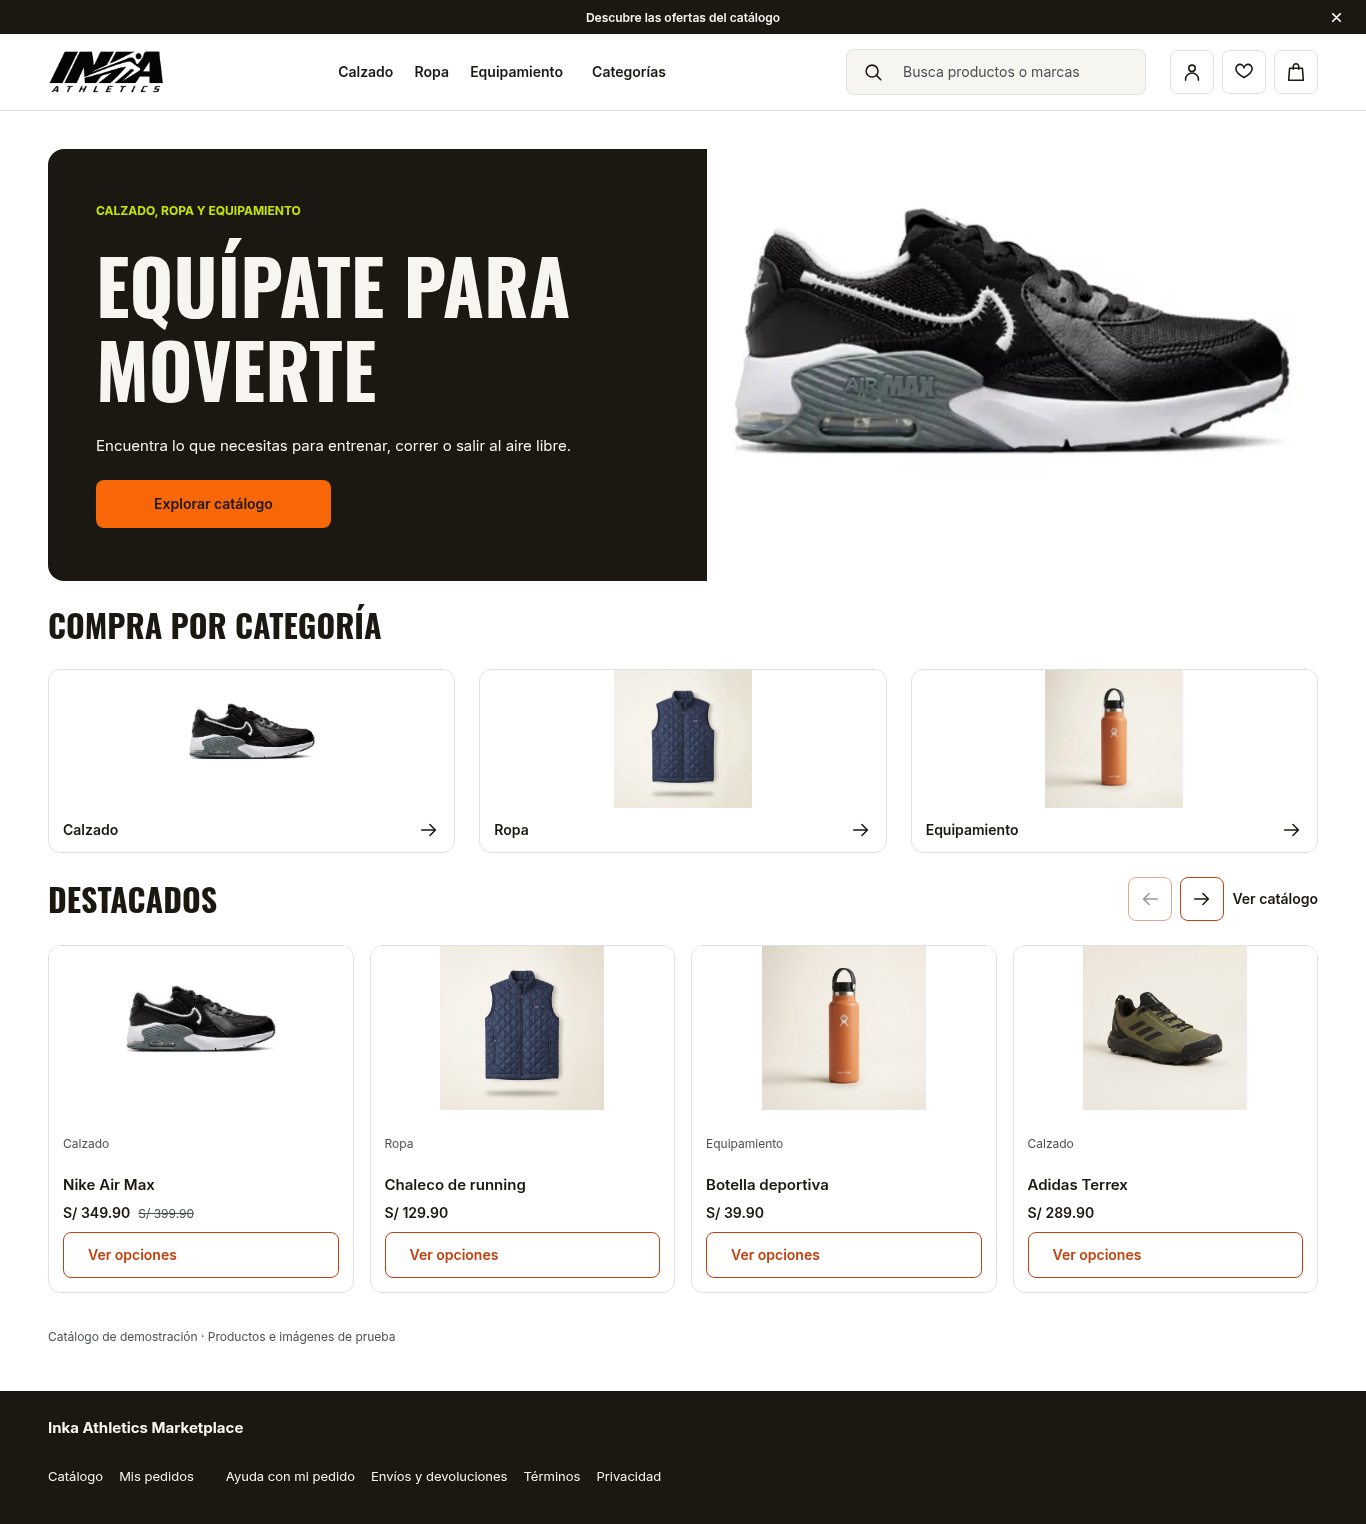 Descubre las ofertas del catálogo
INKA
ATHLETICS
Calzado Ropa Equipamiento Categorías
Busca productos o marcas
CALZADO, ROPA Y EQUIPAMIENTO
EQUÍPATE PARA
MOVERTE
Encuentra lo que necesitas para entrenar, correr o salir al aire libre.
Explorar catálogo
AIR MAX
COMPRA POR CATEGORÍA
Calzado
Ropa
Equipamiento
DESTACADOS
Ver catálogo
Calzado
Nike Air Max
S/ 349.90 S/ 399.90
Ver opciones
Ropa
Chaleco de running
S/ 129.90
Ver opciones
Equipamiento
Botella deportiva
S/ 39.90
Ver opciones
Calzado
Adidas Terrex
S/ 289.90
Ver opciones
Catálogo de demostración · Productos e imágenes de prueba
Inka Athletics Marketplace
Catálogo Mis pedidos Ayuda con mi pedido Envíos y devoluciones Términos Privacidad